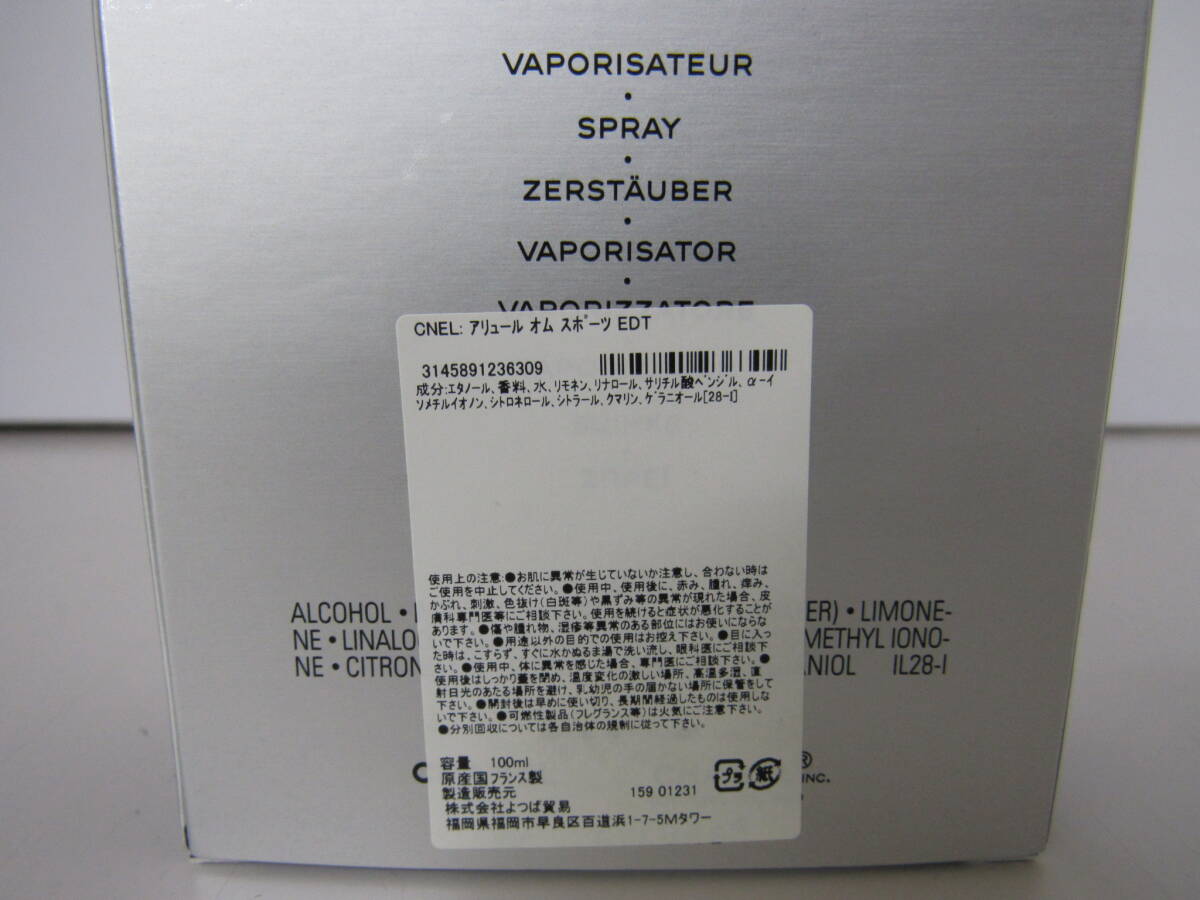 VAPORISATEUR
•
SPRAY
•
ZERSTÄUBER
•
VAPORISATOR
•
VAPORIZZATORE
CNEL: アリュール オム スポーツ EDT
3145891236309
成分:エタノール、香料、水、リモネン、リナロール、サリチル酸ベンジル、α-イ
ソメチルイオノン、シトロネロール、シトラール、クマリン、ゲラニオール[28-I]
使用上の注意:●お肌に異常が生じていないか注意し、合わない時は
ご使用を中止してください。●使用中、使用後に、赤み、腫れ、痒み、
かぶれ、刺激、色抜け(白斑等)や黒ずみ等の異常が現れた場合、皮
膚科専門医等にご相談下さい。使用を続けると症状が悪化することが
あります。●傷や腫れ物、湿疹等異常のある部位にはお使いにならな
いで下さい。●用途以外の目的での使用はお控え下さい。●目に入っ
た時は、こすらず、すぐに水かぬるま湯で洗い流し、眼科医にご相談下
さい。●使用中、体に異常を感じた場合、専門医にご相談下さい。●
使用後はしっかり蓋を閉め、温度変化の激しい場所、高温多湿、直
射日光のあたる場所を避け、乳幼児の手の届かない場所に保管をして
下さい。●開封後は早めに使い切り、長期間経過したものは使用しな
いで下さい。●可燃性製品(フレグランス等)は火気にご注意下さい。
●分別回収については各自治体の規制に従って下さい。
容量 100ml
原産国フランス製
製造販売元 159 01231
株式会社よつば貿易
福岡県福岡市早良区百道浜1-7-5Mタワー
プラ 紙
ALCOHOL • ER) • LIMONE-
NE • LINALO METHYL IONO-
NE • CITRON ANIOL IL28-I
® INC.